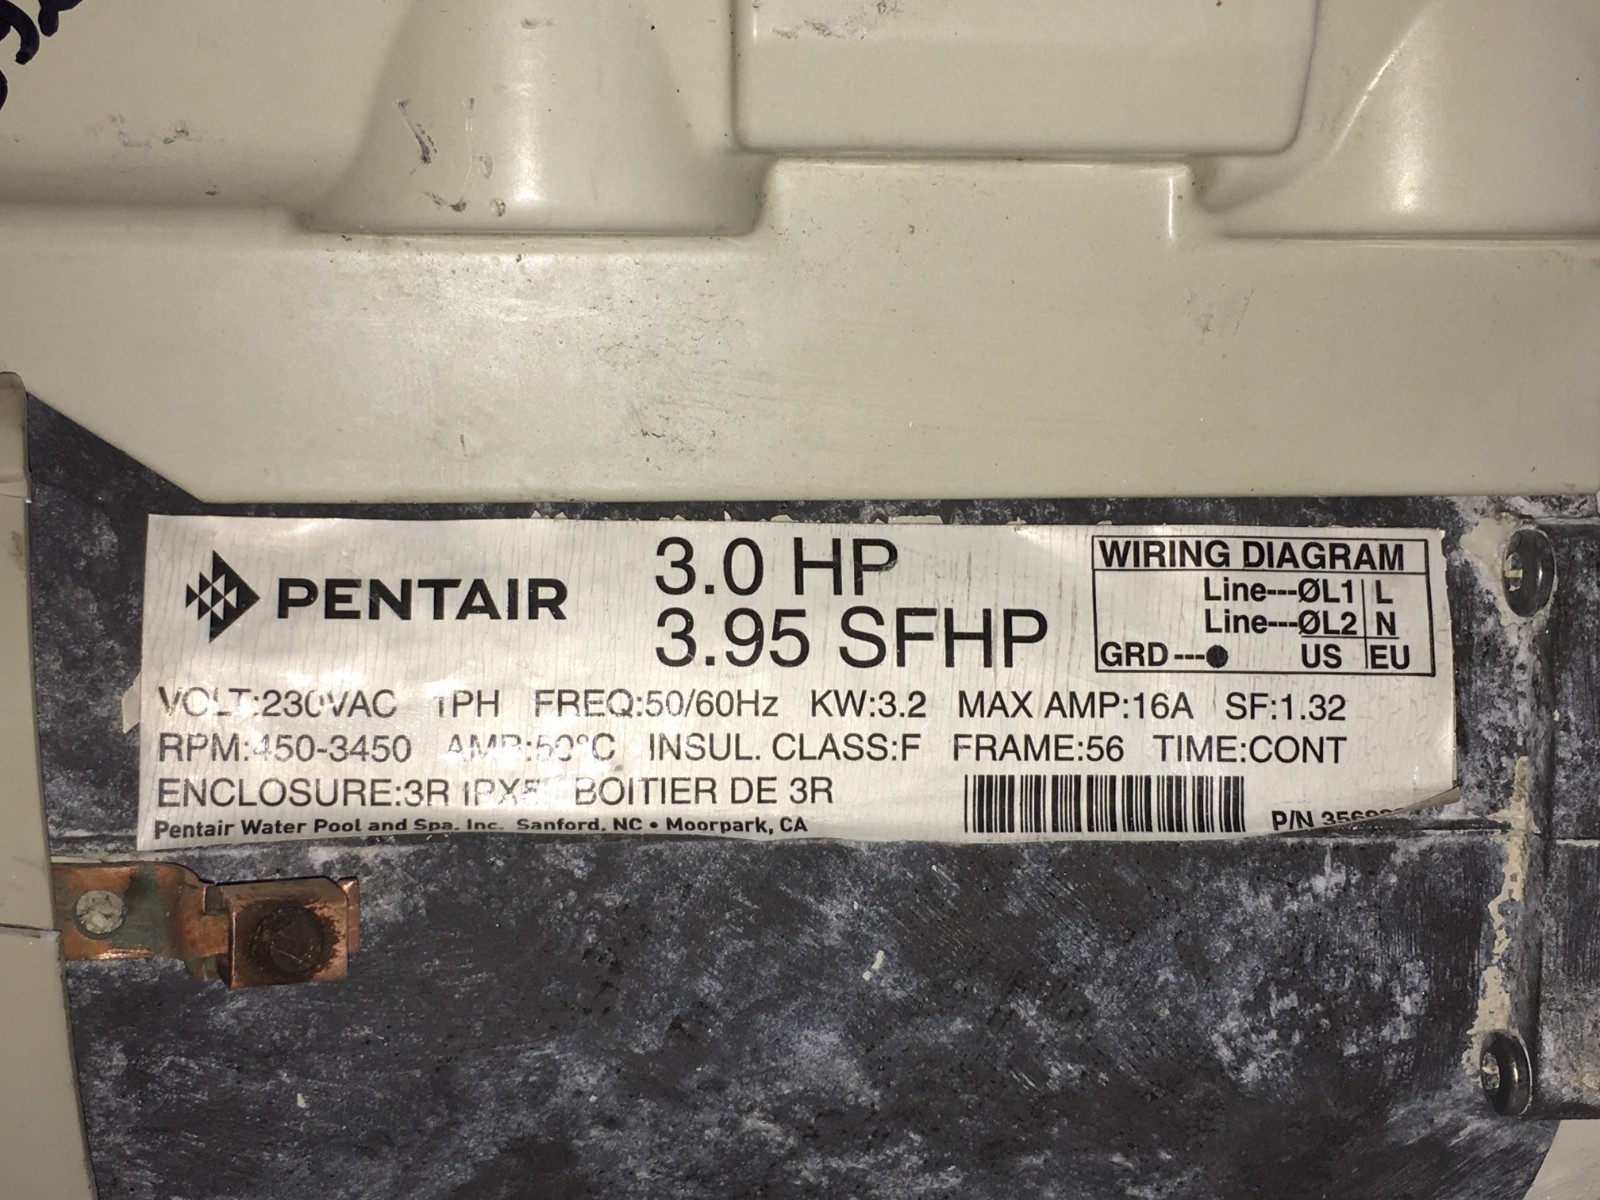 PENTAIR
3.0 HP
3.95 SFHP
WIRING DIAGRAM
Line---ØL1 L
Line---ØL2 N
GRD---● US EU
VOLT:230VAC 1PH FREQ:50/60Hz KW:3.2 MAX AMP:16A SF:1.32
RPM:450-3450 AMB:50°C INSUL. CLASS:F FRAME:56 TIME:CONT
ENCLOSURE:3R IPX5 BOITIER DE 3R
Pentair Water Pool and Spa, Inc. Sanford, NC • Moorpark, CA
P/N